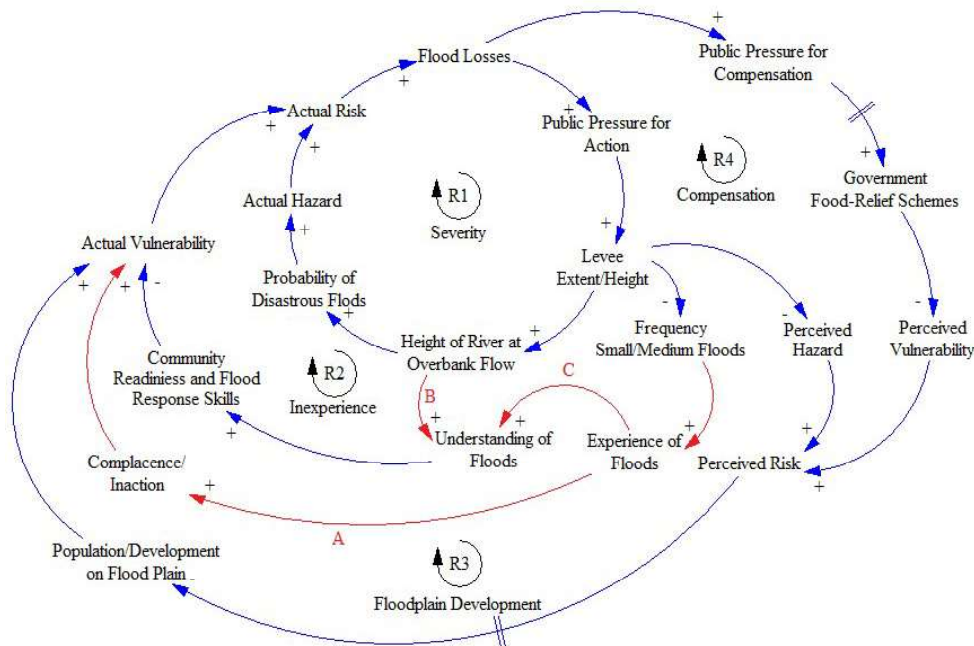 Flood Losses
+
+
Public Pressure for
Compensation
Actual Risk
+
+
+
Public Pressure for
Action
R1
Severity
R4
Compensation
+
Government
Food-Relief Schemes
Actual Hazard
+
+
Actual Vulnerability
+
+
-
Levee
Extent/Height
Probability of
Disastrous Flods
+
-
-
-
Frequency
Small/Medium Floods
Perceived
Hazard
Perceived
Vulnerability
+
Height of River at
Overbank Flow
Community
Readiniess and Flood
Response Skills
R2
Inexperience
B
C
+
+
+
+
+
+
Understanding of
Floods
Experience of
Floods
Perceived Risk
Complacence/
Inaction
+
A
Population/Development
on Flood Plain
-
R3
Floodplain Development